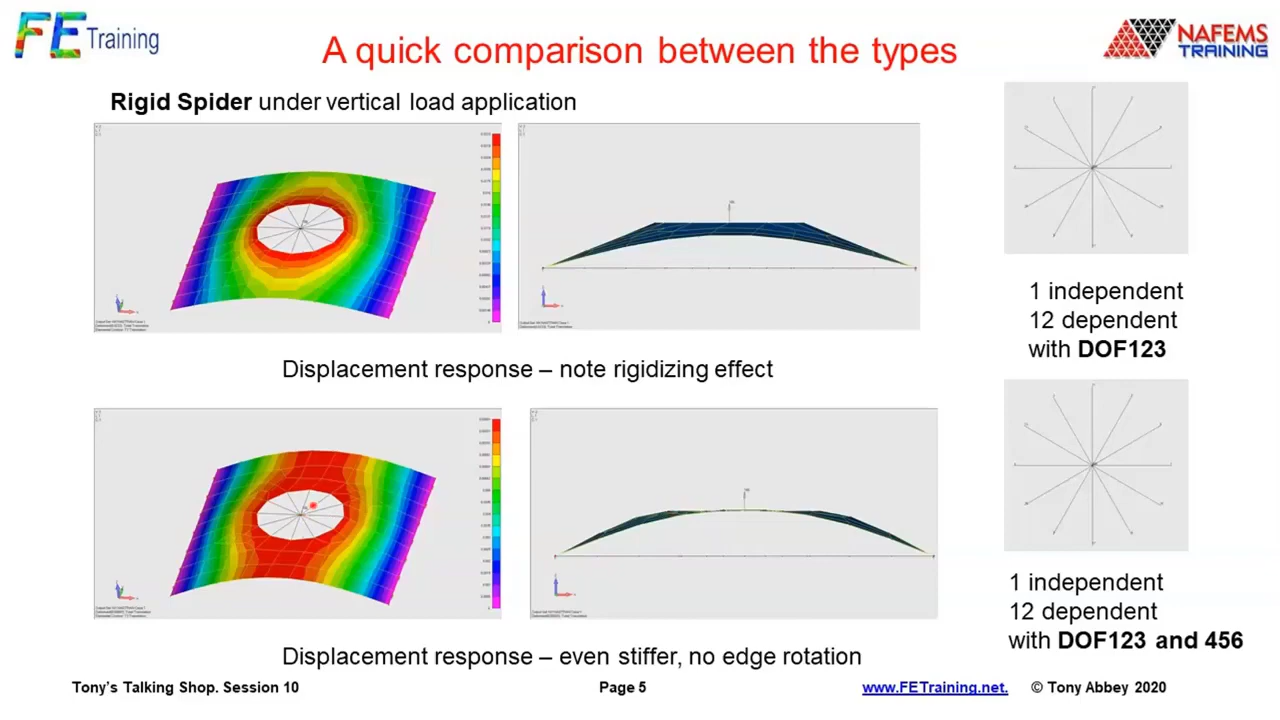 FE Training
A quick comparison between the types
NAFEMS
TRAINING
Rigid Spider under vertical load application
1 independent
12 dependent
with DOF123
Displacement response – note rigidizing effect
1 independent
12 dependent
with DOF123 and 456
Displacement response – even stiffer, no edge rotation
Tony's Talking Shop. Session 10
Page 5
www.FETraining.net.
© Tony Abbey 2020